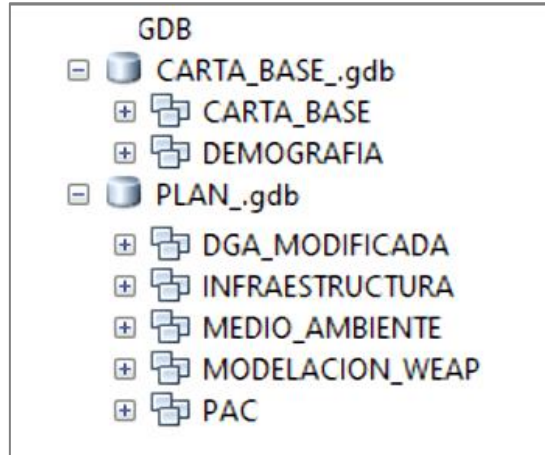 GDB
CARTA_BASE_.gdb
CARTA_BASE
DEMOGRAFIA
PLAN_.gdb
DGA_MODIFICADA
INFRAESTRUCTURA
MEDIO_AMBIENTE
MODELACION_WEAP
PAC